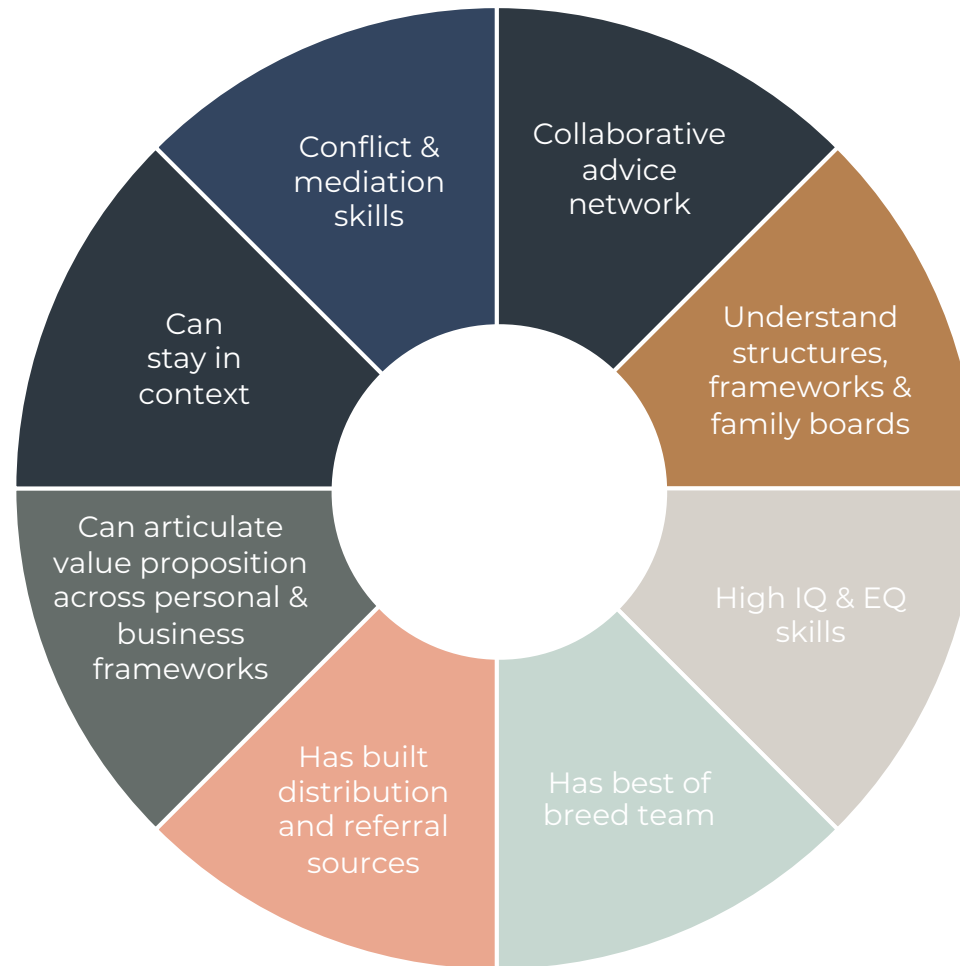 Collaborative
advice
network
Understand
structures,
frameworks &
family boards
High IQ & EQ
skills
Has best of
breed team
Has built
distribution
and referral
sources
Can articulate
value proposition
across personal &
business
frameworks
Can
stay in
context
Conflict &
mediation
skills